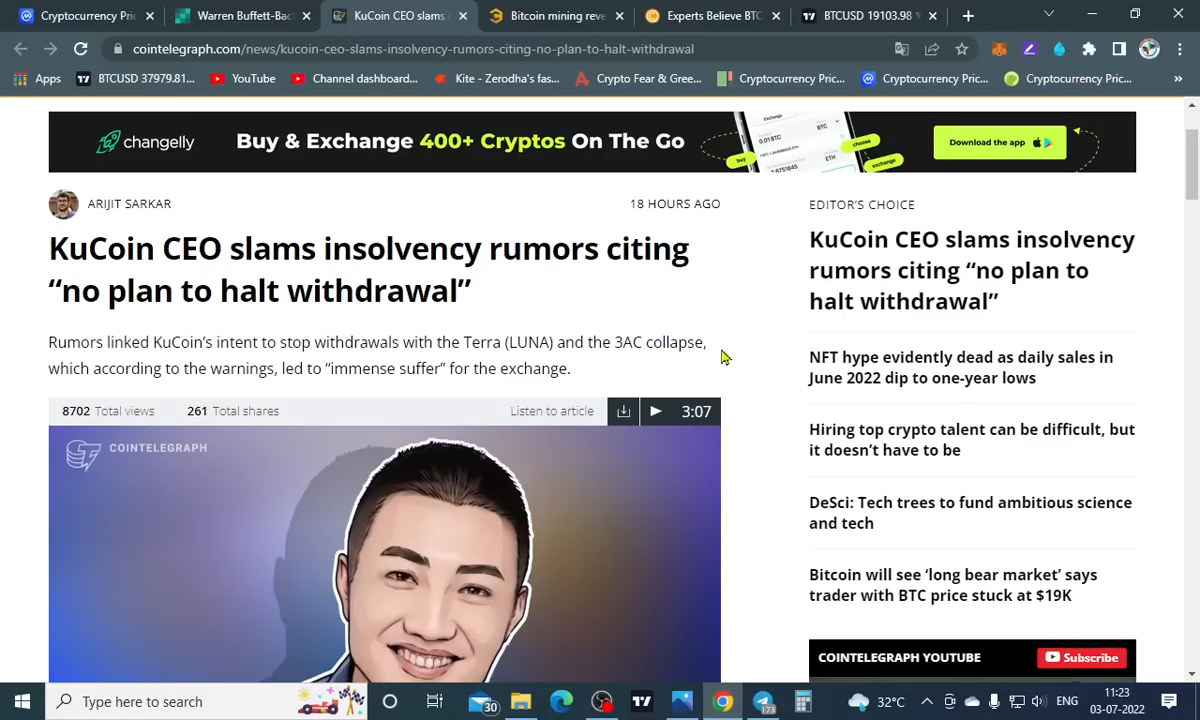 Cryptocurrency Pric
Warren Buffett-Bac
KuCoin CEO slams
Bitcoin mining reve
Experts Believe BTC
BTCUSD 19103.98
cointelegraph.com/news/kucoin-ceo-slams-insolvency-rumors-citing-no-plan-to-halt-withdrawal
Apps
BTCUSD 37979.81...
YouTube
Channel dashboard...
Kite - Zerodha's fas...
Crypto Fear & Gree...
Cryptocurrency Pric...
Cryptocurrency Pric...
Cryptocurrency Pric...
changelly
Buy & Exchange 400+ Cryptos On The Go
Exchange
BTC
ETH
buy
choose
exchange
Download the app
ARIJIT SARKAR
18 HOURS AGO
KuCoin CEO slams insolvency rumors citing
“no plan to halt withdrawal”
Rumors linked KuCoin’s intent to stop withdrawals with the Terra (LUNA) and the 3AC collapse,
which according to the warnings, led to “immense suffer” for the exchange.
8702 Total views
261 Total shares
Listen to article
3:07
COINTELEGRAPH
EDITOR’S CHOICE
KuCoin CEO slams insolvency
rumors citing “no plan to
halt withdrawal”
NFT hype evidently dead as daily sales in
June 2022 dip to one-year lows
Hiring top crypto talent can be difficult, but
it doesn’t have to be
DeSci: Tech trees to fund ambitious science
and tech
Bitcoin will see ‘long bear market’ says
trader with BTC price stuck at $19K
COINTELEGRAPH YOUTUBE
Subscribe
Type here to search
30
173
32°C
ENG
11:23
03-07-2022